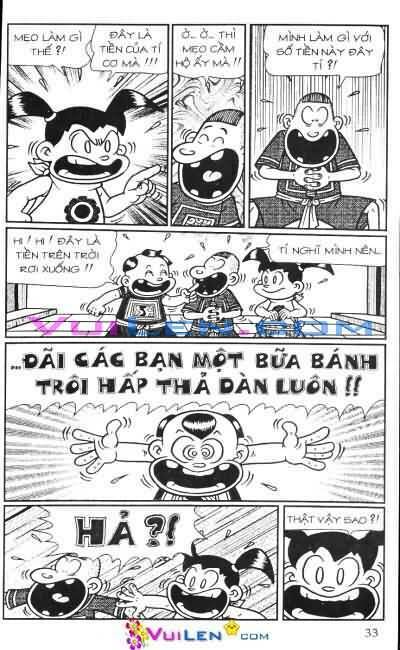 MEO LÀM GÌ
THẾ ?!
ĐÂY LÀ
TIỀN CỦA TÍ
CƠ MÀ !!!
Ờ... Ờ... THÌ
MEO CẦM
HỘ ẤY MÀ !!
MÌNH LÀM GÌ VỚI
SỐ TIỀN NÀY ĐÂY
TÍ ?!
HI ! HI ! ĐÂY LÀ
TIỀN TRÊN TRỜI
RƠI XUỐNG !!
TÍ NGHĨ MÌNH NÊN...
VUILEN.COM
...ĐÃI CÁC BẠN MỘT BỮA BÁNH
TRÔI HẤP THẢ DÀN LUÔN !!
HẢ ?!
THẬT VẬY SAO ?!
33
VUILEN.COM